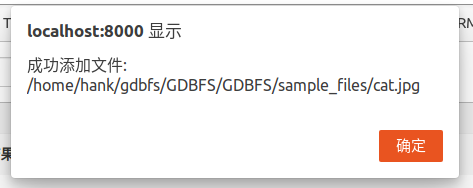 localhost:8000 显示
成功添加文件:
/home/hank/gdbfs/GDBFS/GDBFS/sample_files/cat.jpg
确定